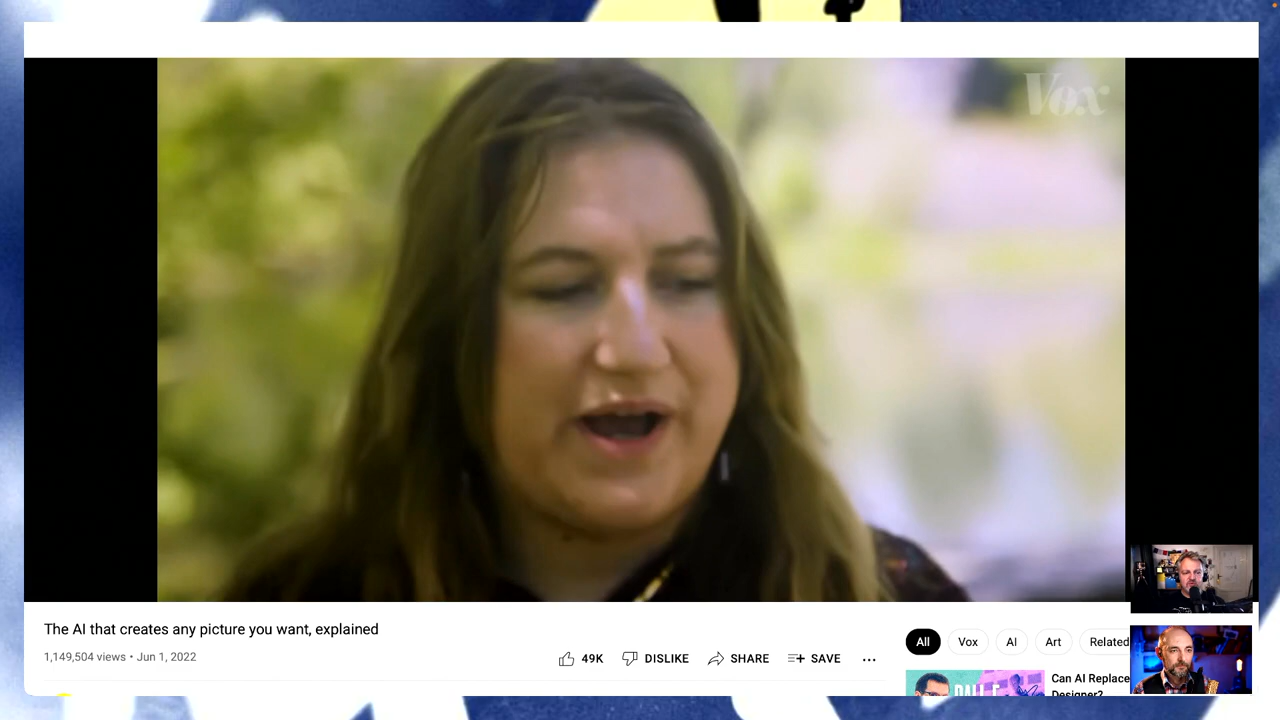 Vox
The AI that creates any picture you want, explained
1,149,504 views • Jun 1, 2022
49K
DISLIKE
SHARE
SAVE
All
Vox
AI
Art
Related
Can AI Replace
Designer?
DALL·E